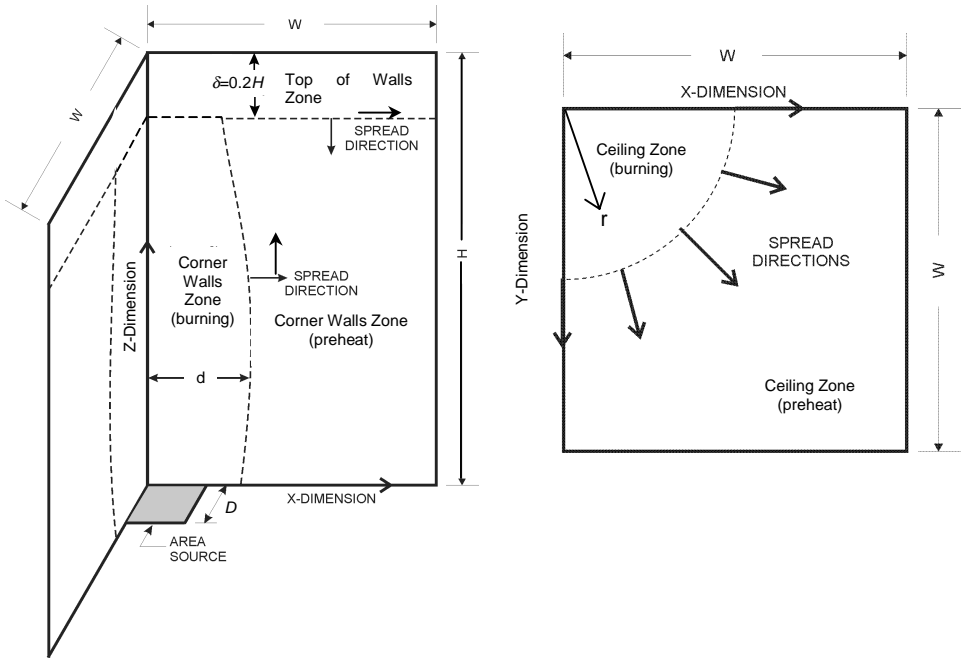 W
W
δ=0.2H
Top of Walls
Zone
SPREAD
DIRECTION
H
Z-Dimension
Corner
Walls
Zone
(burning)
SPREAD
DIRECTION
Corner Walls Zone
(preheat)
d
X-DIMENSION
D
AREA
SOURCE
W
X-DIMENSION
Ceiling Zone
(burning)
r
Y-Dimension
SPREAD
DIRECTIONS
W
Ceiling Zone
(preheat)